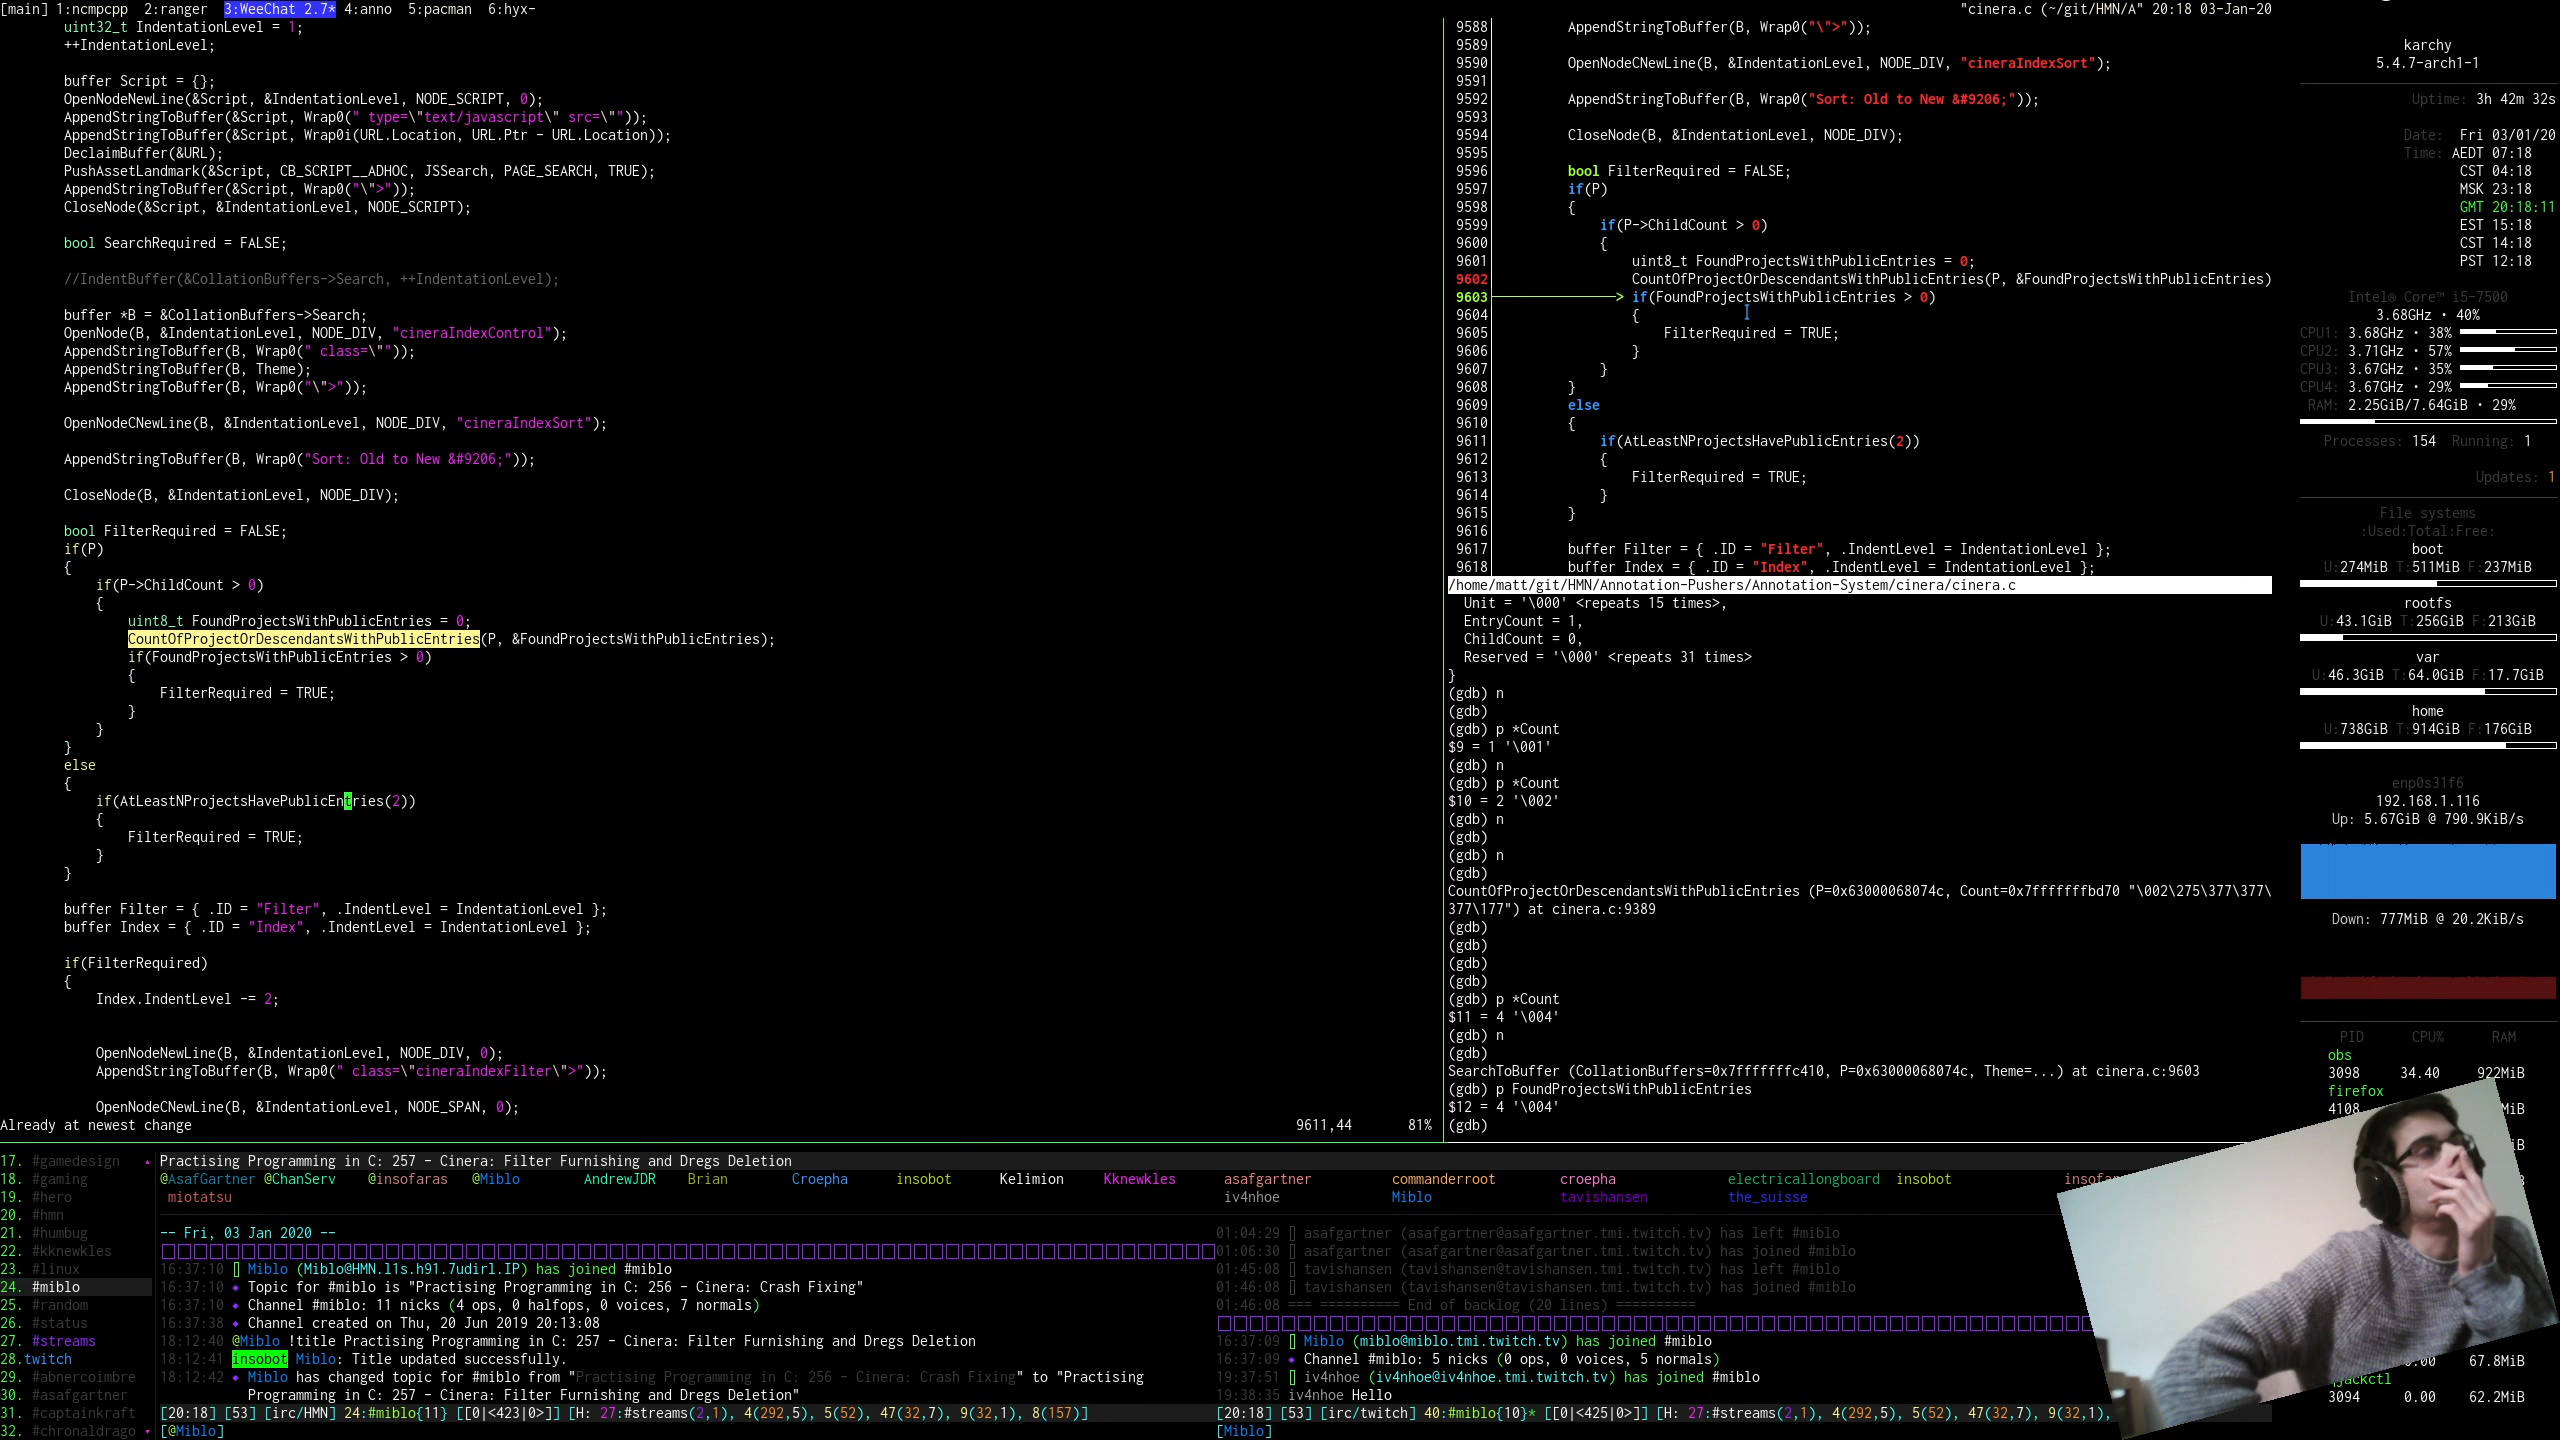 [main] 1:ncmpcpp  2:ranger  3:WeeChat 2.7* 4:anno  5:pacman  6:hyx-
"cinera.c (~/git/HMN/A" 20:18 03-Jan-20
uint32_t IndentationLevel = 1;
++IndentationLevel;
buffer Script = {};
OpenNodeNewLine(&Script, &IndentationLevel, NODE_SCRIPT, 0);
AppendStringToBuffer(&Script, Wrap0(" type=\"text/javascript\" src=\""));
AppendStringToBuffer(&Script, Wrap0i(URL.Location, URL.Ptr - URL.Location));
DeclaimBuffer(&URL);
PushAssetLandmark(&Script, CB_SCRIPT__ADHOC, JSSearch, PAGE_SEARCH, TRUE);
AppendStringToBuffer(&Script, Wrap0("\">"));
CloseNode(&Script, &IndentationLevel, NODE_SCRIPT);
bool SearchRequired = FALSE;
//IndentBuffer(&CollationBuffers->Search, ++IndentationLevel);
buffer *B = &CollationBuffers->Search;
OpenNode(B, &IndentationLevel, NODE_DIV, "cineraIndexControl");
AppendStringToBuffer(B, Wrap0(" class=\""));
AppendStringToBuffer(B, Theme);
AppendStringToBuffer(B, Wrap0("\">"));
OpenNodeCNewLine(B, &IndentationLevel, NODE_DIV, "cineraIndexSort");
AppendStringToBuffer(B, Wrap0("Sort: Old to New &#9206;"));
CloseNode(B, &IndentationLevel, NODE_DIV);
bool FilterRequired = FALSE;
if(P)
{
if(P->ChildCount > 0)
{
uint8_t FoundProjectsWithPublicEntries = 0;
CountOfProjectOrDescendantsWithPublicEntries(P, &FoundProjectsWithPublicEntries);
if(FoundProjectsWithPublicEntries > 0)
{
FilterRequired = TRUE;
}
}
}
else
{
if(AtLeastNProjectsHavePublicEntries(2))
{
FilterRequired = TRUE;
}
}
buffer Filter = { .ID = "Filter", .IndentLevel = IndentationLevel };
buffer Index = { .ID = "Index", .IndentLevel = IndentationLevel };
if(FilterRequired)
{
Index.IndentLevel -= 2;
OpenNodeNewLine(B, &IndentationLevel, NODE_DIV, 0);
AppendStringToBuffer(B, Wrap0(" class=\"cineraIndexFilter\">"));
OpenNodeCNewLine(B, &IndentationLevel, NODE_SPAN, 0);
Already at newest change 9611,44 81%
9588 AppendStringToBuffer(B, Wrap0("\">"));
9589
9590 OpenNodeCNewLine(B, &IndentationLevel, NODE_DIV, "cineraIndexSort");
9591
9592 AppendStringToBuffer(B, Wrap0("Sort: Old to New &#9206;"));
9593
9594 CloseNode(B, &IndentationLevel, NODE_DIV);
9595
9596 bool FilterRequired = FALSE;
9597 if(P)
9598 {
9599 if(P->ChildCount > 0)
9600 {
9601 uint8_t FoundProjectsWithPublicEntries = 0;
9602 CountOfProjectOrDescendantsWithPublicEntries(P, &FoundProjectsWithPublicEntries)
9603 > if(FoundProjectsWithPublicEntries > 0)
9604 {
9605 FilterRequired = TRUE;
9606 }
9607 }
9608 }
9609 else
9610 {
9611 if(AtLeastNProjectsHavePublicEntries(2))
9612 {
9613 FilterRequired = TRUE;
9614 }
9615 }
9616
9617 buffer Filter = { .ID = "Filter", .IndentLevel = IndentationLevel };
9618 buffer Index = { .ID = "Index", .IndentLevel = IndentationLevel };
/home/matt/git/HMN/Annotation-Pushers/Annotation-System/cinera/cinera.c
Unit = '\000' <repeats 15 times>,
EntryCount = 1,
ChildCount = 0,
Reserved = '\000' <repeats 31 times>
}
(gdb) n
(gdb)
(gdb) p *Count
$9 = 1 '\001'
(gdb) n
(gdb) p *Count
$10 = 2 '\002'
(gdb) n
(gdb)
(gdb) n
(gdb)
CountOfProjectOrDescendantsWithPublicEntries (P=0x63000068074c, Count=0x7fffffffbd70 "\002\275\377\377\
377\177") at cinera.c:9389
(gdb)
(gdb)
(gdb)
(gdb)
(gdb) p *Count
$11 = 4 '\004'
(gdb) n
(gdb)
SearchToBuffer (CollationBuffers=0x7fffffffc410, P=0x63000068074c, Theme=...) at cinera.c:9603
(gdb) p FoundProjectsWithPublicEntries
$12 = 4 '\004'
(gdb)
karchy
5.4.7-arch1-1
Uptime: 3h 42m 32s
Date: Fri 03/01/20
Time: AEDT 07:18
CST 04:18
MSK 23:18
GMT 20:18:11
EST 15:18
CST 14:18
PST 12:18
Intel® Core™ i5-7500
3.68GHz • 40%
CPU1: 3.68GHz • 38%
CPU2: 3.71GHz • 57%
CPU3: 3.67GHz • 35%
CPU4: 3.67GHz • 29%
RAM: 2.25GiB/7.64GiB • 29%
Processes: 154 Running: 1
Updates: 1
File systems
:Used:Total:Free:
boot
U:274MiB T:511MiB F:237MiB
rootfs
U:43.1GiB T:256GiB F:213GiB
var
U:46.3GiB T:64.0GiB F:17.7GiB
home
U:738GiB T:914GiB F:176GiB
enp0s31f6
192.168.1.116
Up: 5.67GiB @ 790.9KiB/s
Down: 777MiB @ 20.2KiB/s
PID CPU% RAM
obs
3098 34.40 922MiB
firefox
4108 MiB
0.00 67.8MiB
qjackctl
3094 0.00 62.2MiB
17. #gamedesign
18. #gaming
19. #hero
20. #hmn
21. #humbug
22. #kknewkles
23. #linux
24. #miblo
25. #random
26. #status
27. #streams
28.twitch
29. #abnercoimbre
30. #asafgartner
31. #captainkraft
32. #chronaldrago
Practising Programming in C: 257 - Cinera: Filter Furnishing and Dregs Deletion
@AsafGartner @ChanServ @insofaras @Miblo AndrewJDR Brian Croepha insobot Kelimion Kknewkles
miotatsu
-- Fri, 03 Jan 2020 --
16:37:10 Miblo (Miblo@HMN.l1s.h91.7udirl.IP) has joined #miblo
16:37:10 Topic for #miblo is "Practising Programming in C: 256 - Cinera: Crash Fixing"
16:37:10 Channel #miblo: 11 nicks (4 ops, 0 halfops, 0 voices, 7 normals)
16:37:38 Channel created on Thu, 20 Jun 2019 20:13:08
18:12:40 @Miblo !title Practising Programming in C: 257 - Cinera: Filter Furnishing and Dregs Deletion
18:12:41 insobot Miblo: Title updated successfully.
18:12:42 Miblo has changed topic for #miblo from "Practising Programming in C: 256 - Cinera: Crash Fixing" to "Practising
Programming in C: 257 - Cinera: Filter Furnishing and Dregs Deletion"
[20:18] [53] [irc/HMN] 24:#miblo{11} [[0|<423|0>]] [H: 27:#streams(2,1), 4(292,5), 5(52), 47(32,7), 9(32,1), 8(157)]
[@Miblo]
asafgartner commanderroot croepha electricallongboard insobot
iv4nhoe Miblo tavishansen the_suisse
01:04:29 asafgartner (asafgartner@asafgartner.tmi.twitch.tv) has left #miblo
01:06:30 asafgartner (asafgartner@asafgartner.tmi.twitch.tv) has joined #miblo
01:45:08 tavishansen (tavishansen@tavishansen.tmi.twitch.tv) has left #miblo
01:46:08 tavishansen (tavishansen@tavishansen.tmi.twitch.tv) has joined #miblo
01:46:08 === ========== End of backlog (20 lines) ==========
16:37:09 Miblo (miblo@miblo.tmi.twitch.tv) has joined #miblo
16:37:09 Channel #miblo: 5 nicks (0 ops, 0 voices, 5 normals)
19:37:51 iv4nhoe (iv4nhoe@iv4nhoe.tmi.twitch.tv) has joined #miblo
19:38:35 iv4nhoe Hello
[20:18] [53] [irc/twitch] 40:#miblo{10}* [[0|<425|0>]] [H: 27:#streams(2,1), 4(292,5), 5(52), 47(32,7), 9(32,1),
[Miblo]